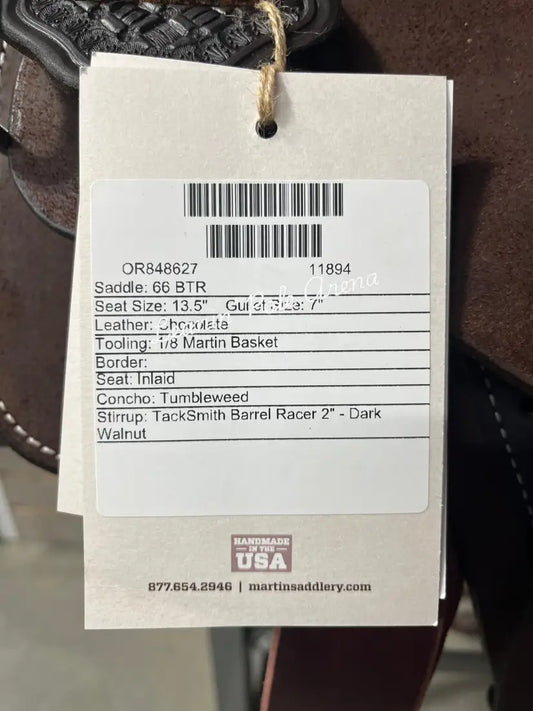 OR848627 11894
Saddle: 66 BTR
Seat Size: 13.5" Gullet Size: 7"
Leather: Chocolate
Tooling: 1/8 Martin Basket
Border:
Seat: Inlaid
Concho: Tumbleweed
Stirrup: TackSmith Barrel Racer 2" - Dark
Walnut
HANDMADE
IN THE
USA
877.654.2946 | martinsaddlery.com